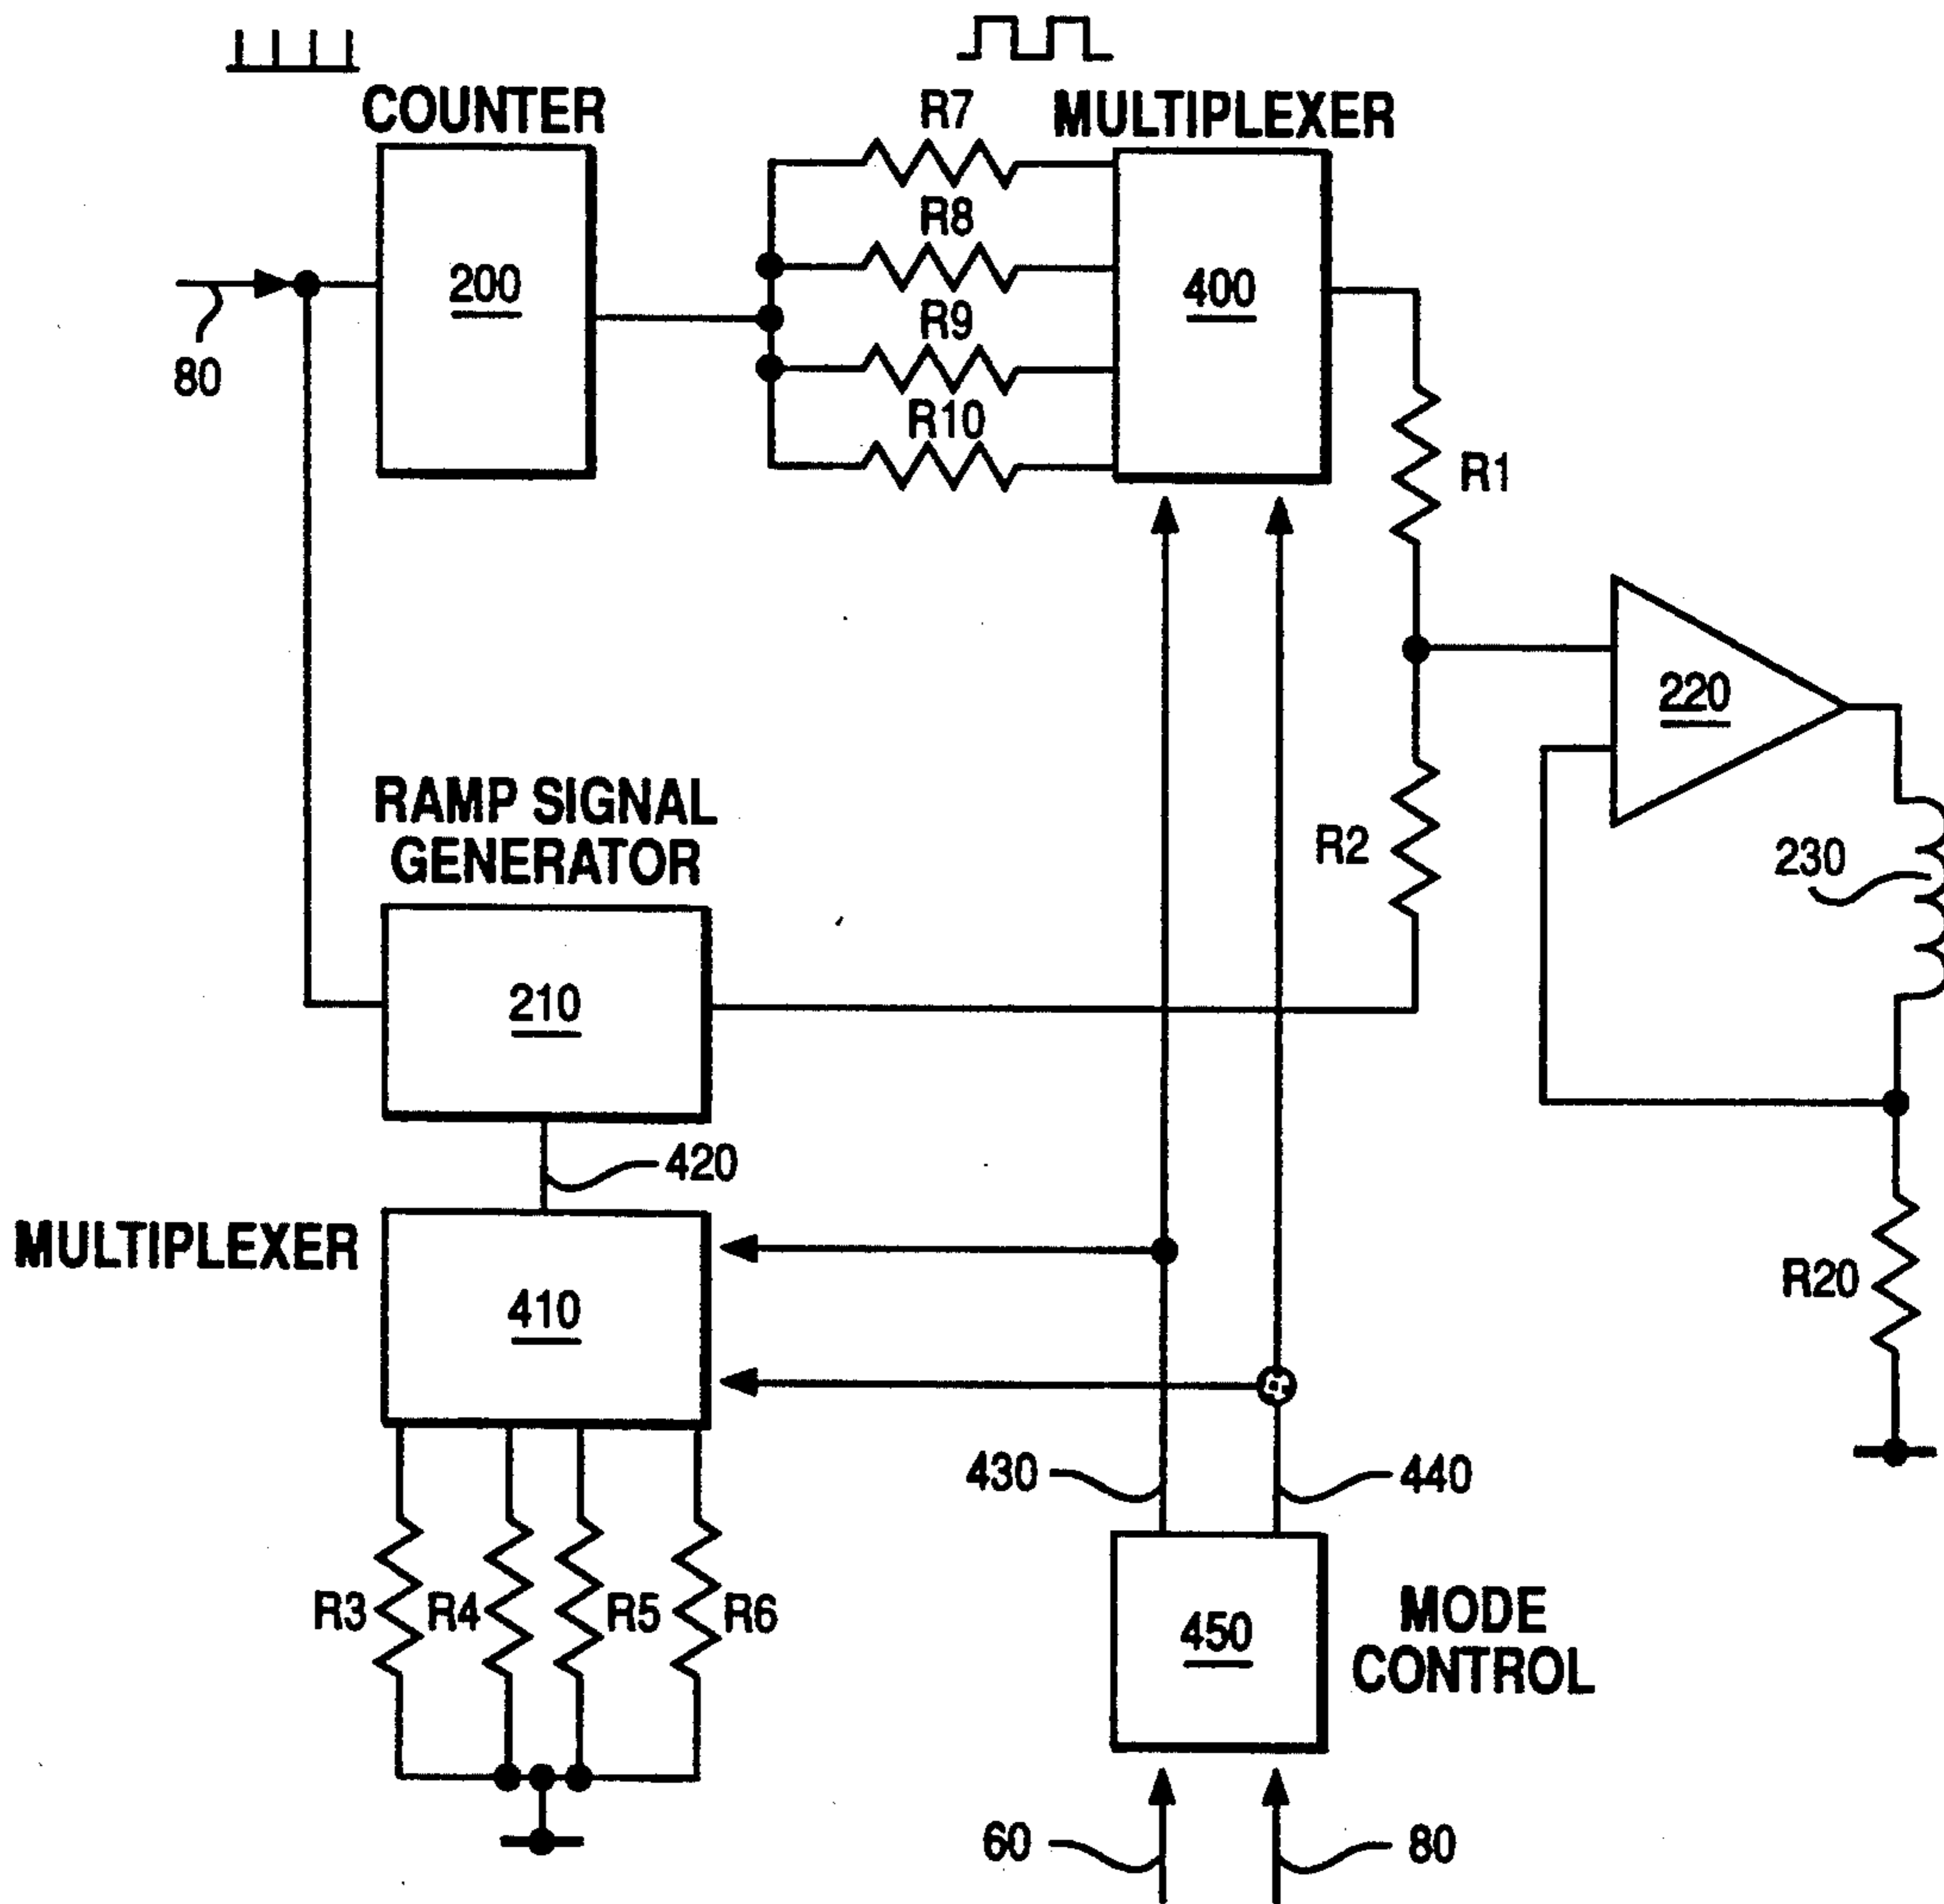 COUNTER
MULTIPLEXER
R7
R8
R9
R10
200
400
80
R1
220
R2
230
RAMP SIGNAL
GENERATOR
210
420
MULTIPLEXER
410
R20
430
440
R3
R4
R5
R6
450
MODE
CONTROL
60
80